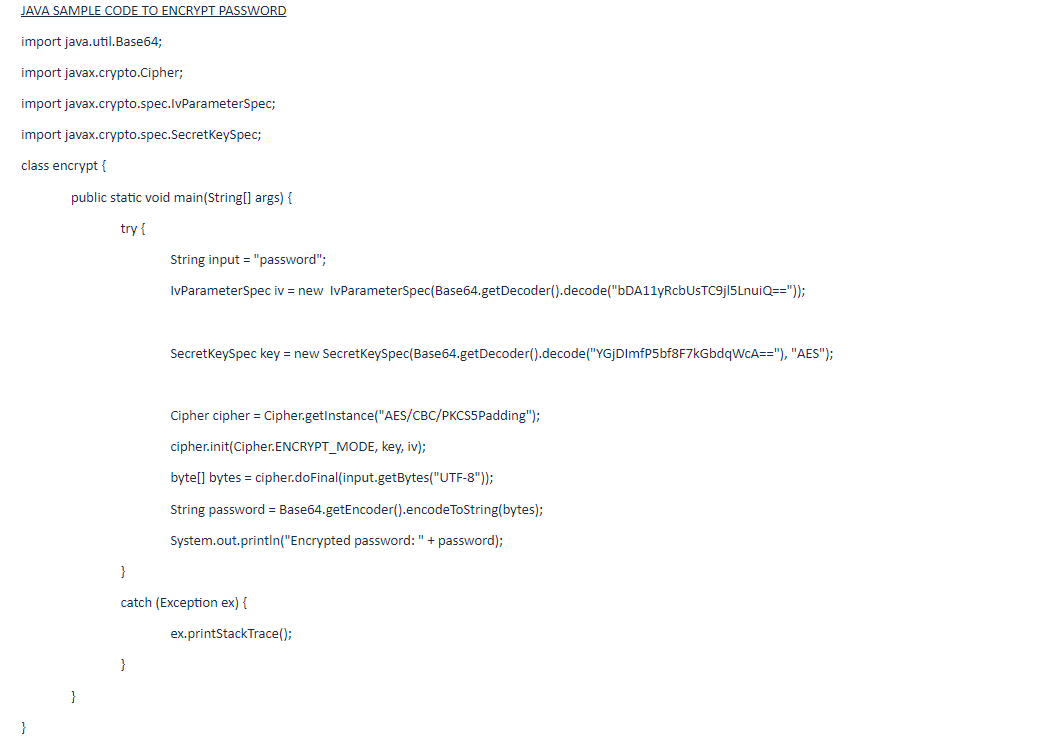 JAVA SAMPLE CODE TO ENCRYPT PASSWORD
import java.util.Base64;
import javax.crypto.Cipher;
import javax.crypto.spec.IvParameterSpec;
import javax.crypto.spec.SecretKeySpec;
class encrypt {
public static void main(String[] args) {
try {
String input = "password";
IvParameterSpec iv = new  IvParameterSpec(Base64.getDecoder().decode("bDA11yRcbUsTC9jl5LnuiQ=="));
SecretKeySpec key = new SecretKeySpec(Base64.getDecoder().decode("YGjDImfP5bf8F7kGbdqWcA=="), "AES");
Cipher cipher = Cipher.getInstance("AES/CBC/PKCS5Padding");
cipher.init(Cipher.ENCRYPT_MODE, key, iv);
byte[] bytes = cipher.doFinal(input.getBytes("UTF-8"));
String password = Base64.getEncoder().encodeToString(bytes);
System.out.println("Encrypted password: " + password);
}
catch (Exception ex) {
ex.printStackTrace();
}
}
}